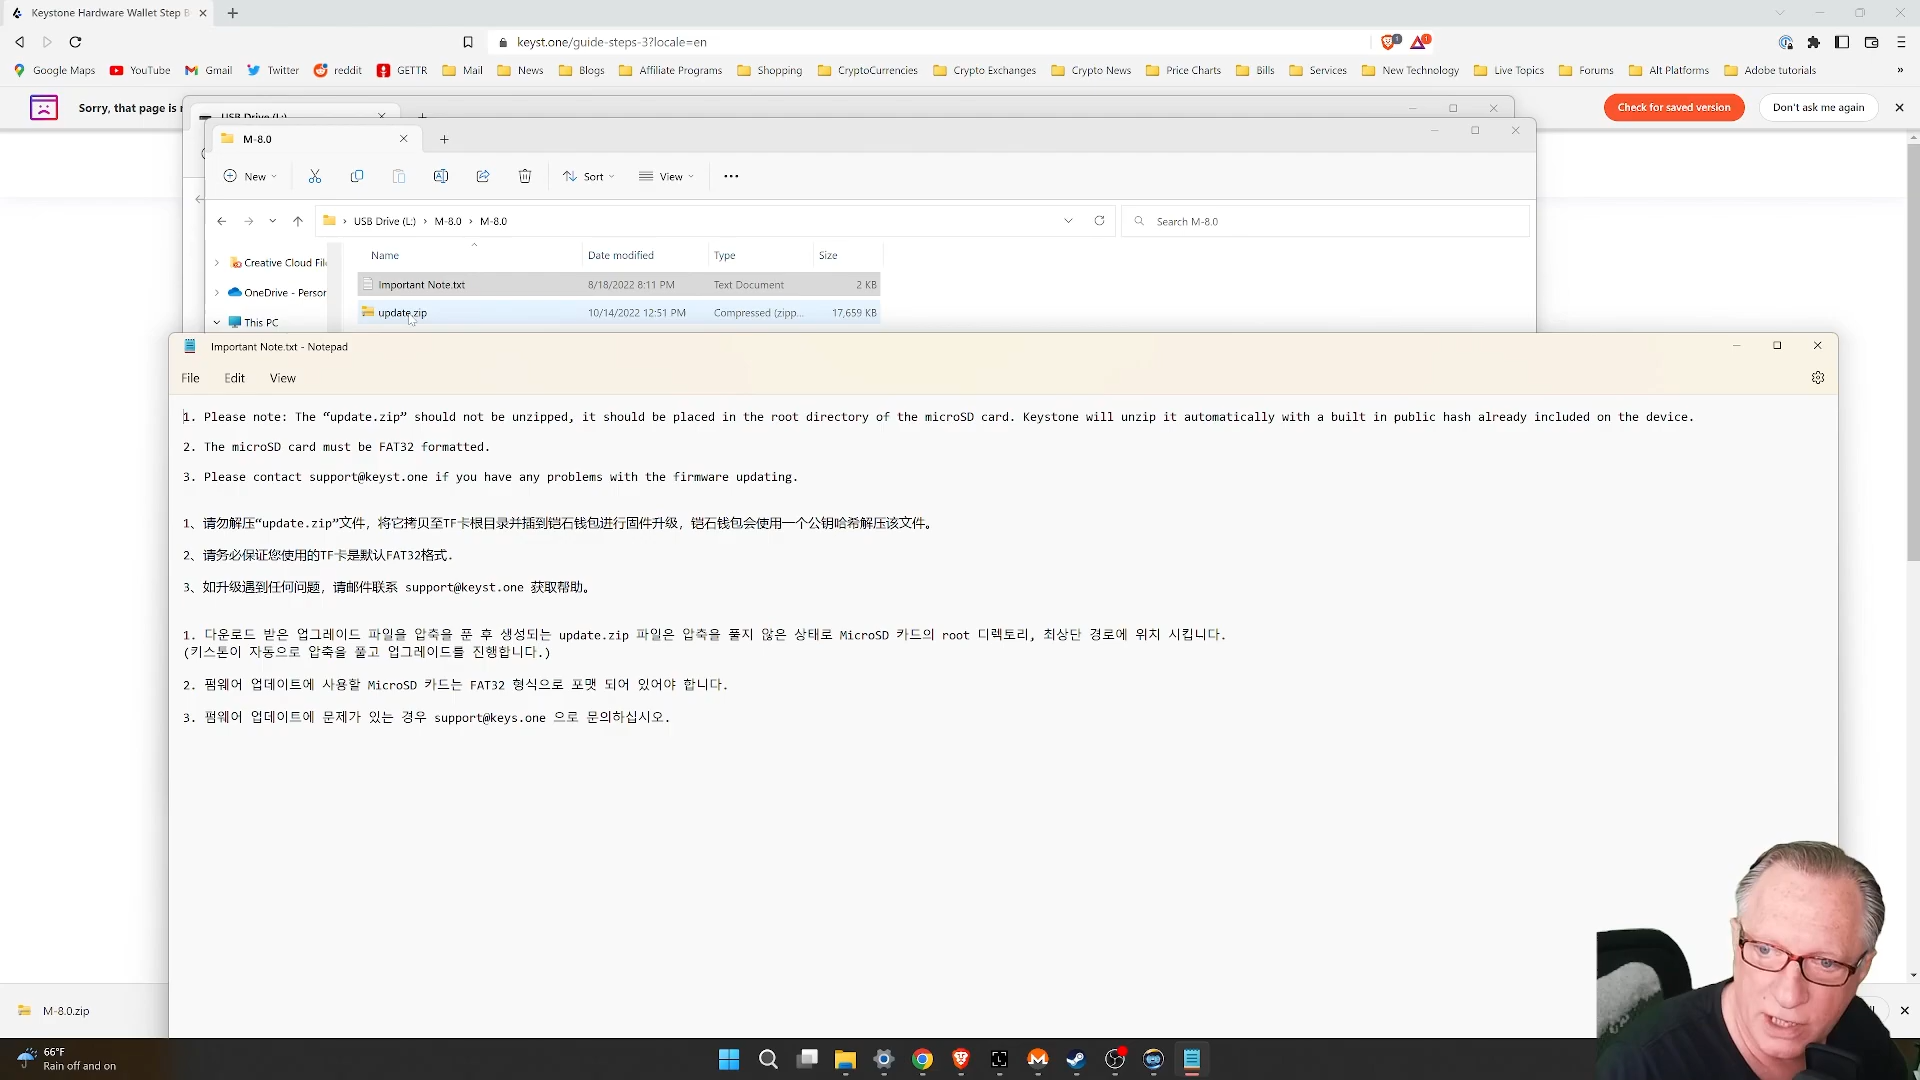 Keystone Hardware Wallet Step B
keyst.one/guide-steps-3?locale=en
1
1
Google Maps
YouTube
Gmail
Twitter
reddit
GETTR
Mail
News
Blogs
Affiliate Programs
Shopping
CryptoCurrencies
Crypto Exchanges
Crypto News
Price Charts
Bills
Services
New Technology
Live Topics
Forums
Alt Platforms
Adobe tutorials
»
Sorry, that page is
Check for saved version
Don't ask me again
USB Drive (L:)
M-8.0
New
Sort
View
USB Drive (L:) › M-8.0 › M-8.0
Search M-8.0
Name Date modified Type Size
Creative Cloud File
Important Note.txt 8/18/2022 8:11 PM Text Document 2 KB
OneDrive - Person
update.zip 10/14/2022 12:51 PM Compressed (zipp... 17,659 KB
This PC
Important Note.txt - Notepad
File Edit View
1. Please note: The “update.zip” should not be unzipped, it should be placed in the root directory of the microSD card. Keystone will unzip it automatically with a built in public hash already included on the device.
2. The microSD card must be FAT32 formatted.
3. Please contact support@keyst.one if you have any problems with the firmware updating.
1、请勿解压“update.zip”文件，将它拷贝至TF卡根目录并插到铠石钱包进行固件升级，铠石钱包会使用一个公钥哈希解压该文件。
2、请务必保证您使用的TF卡是默认FAT32格式.
3、如升级遇到任何问题，请邮件联系 support@keyst.one 获取帮助。
1. 다운로드 받은 업그레이드 파일을 압축을 푼 후 생성되는 update.zip 파일은 압축을 풀지 않은 상태로 MicroSD 카드의 root 디렉토리, 최상단 경로에 위치 시킵니다.
(키스톤이 자동으로 압축을 풀고 업그레이드를 진행합니다.)
2. 펌웨어 업데이트에 사용할 MicroSD 카드는 FAT32 형식으로 포맷 되어 있어야 합니다.
3. 펌웨어 업데이트에 문제가 있는 경우 support@keys.one 으로 문의하십시오.
M-8.0.zip
66°F
Rain off and on